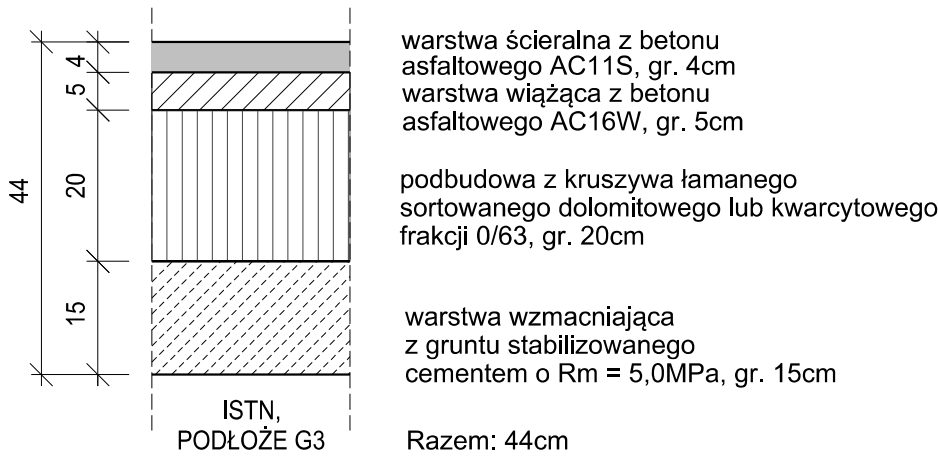 warstwa ścieralna z betonu
asfaltowego AC11S, gr. 4cm
warstwa wiążąca z betonu
asfaltowego AC16W, gr. 5cm
podbudowa z kruszywa łamanego
sortowanego dolomitowego lub kwarcytowego
frakcji 0/63, gr. 20cm
warstwa wzmacniająca
z gruntu stabilizowanego
cementem o Rm = 5,0MPa, gr. 15cm
Razem: 44cm
44
4
5
20
15
ISTN,
PODŁOŻE G3